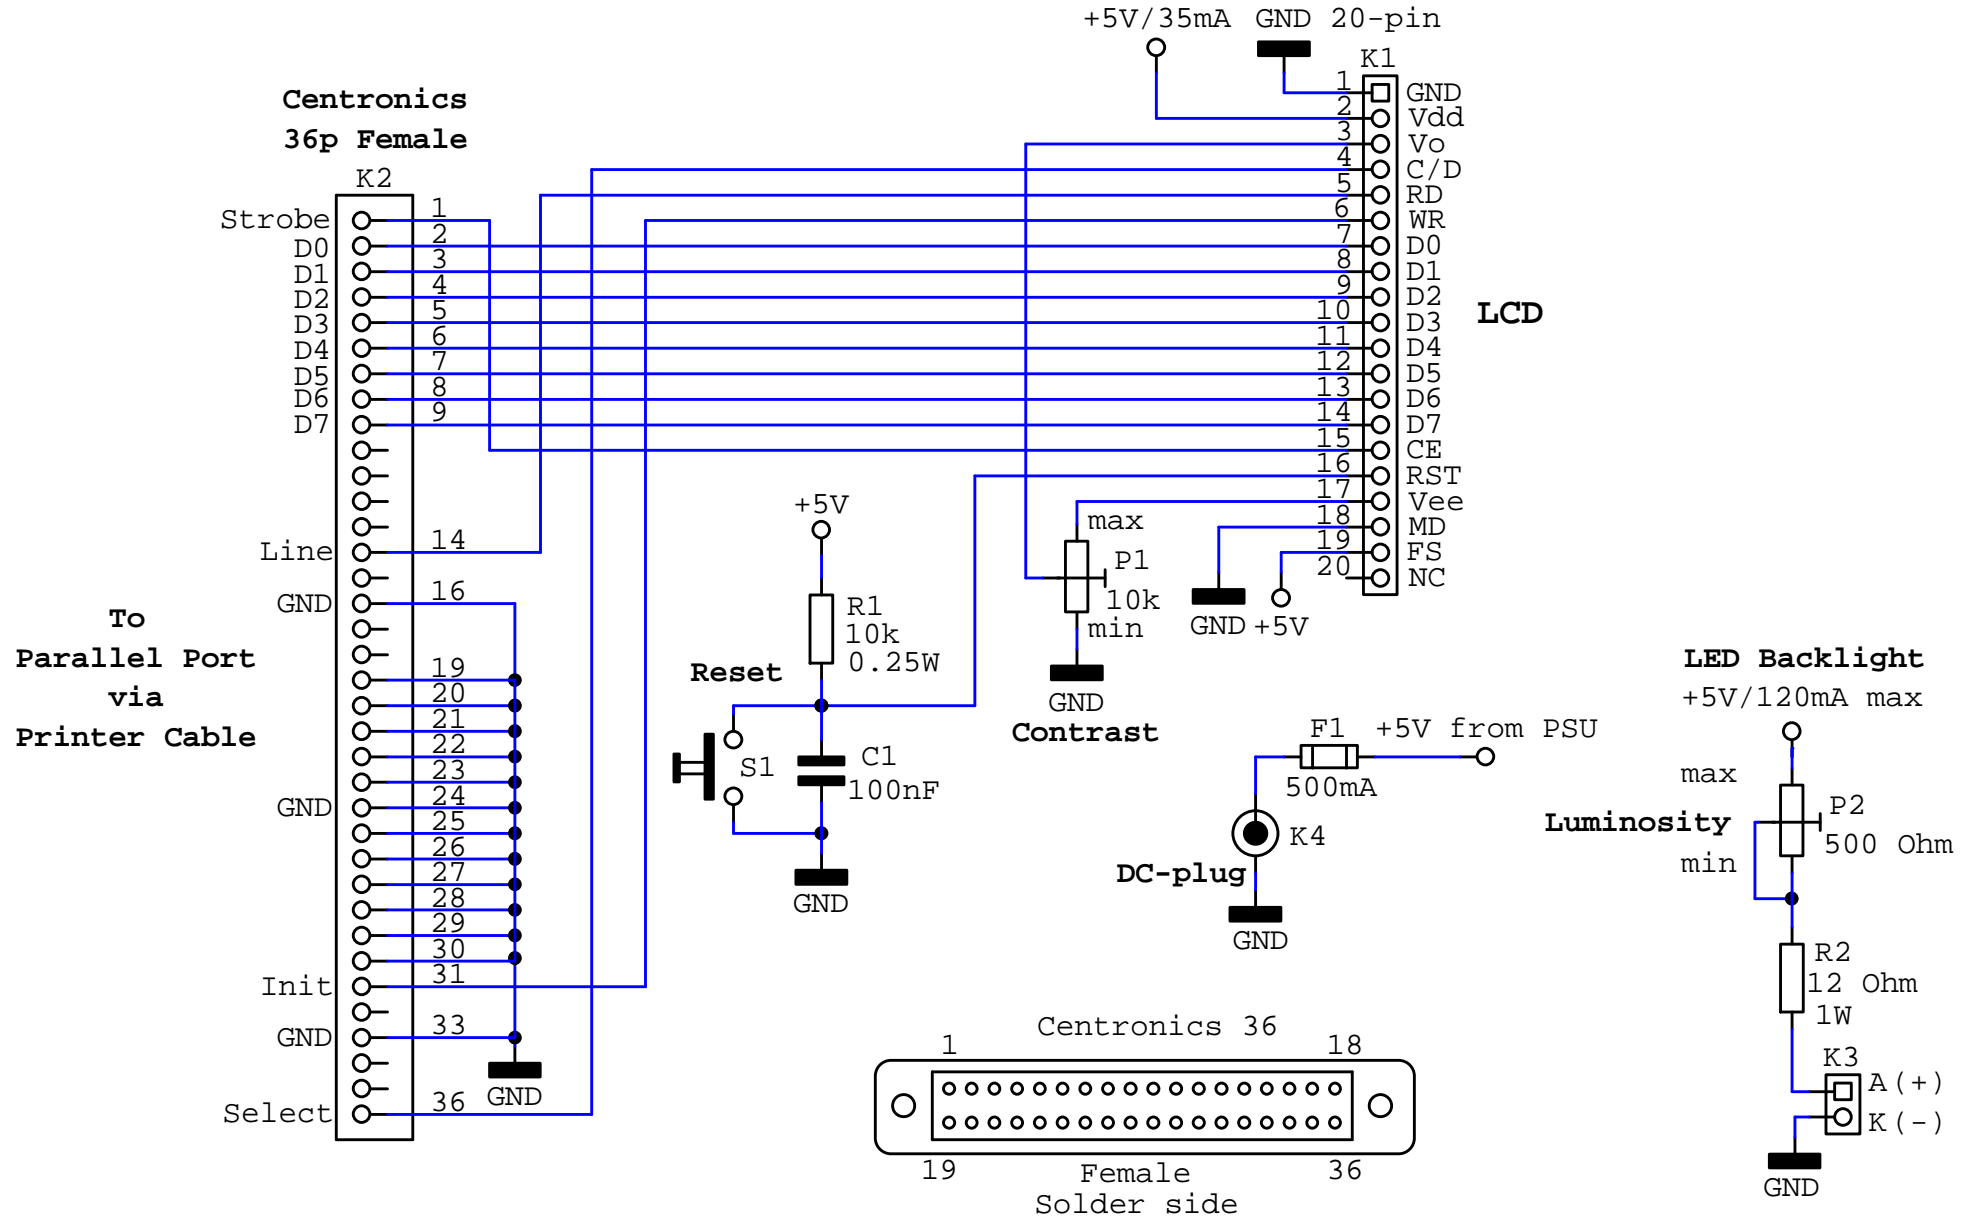 +5V/35mA GND 20-pin
K1
Centronics
36p Female
K2
Strobe 1
D0 2
D1 3
D2 4
D3 5
D4 6
D5 7
D6 8
D7 9
Line 14
GND 16
19
20
21
22
23
GND 24
25
26
27
28
29
30
Init 31
GND 33
Select 36
GND
To
Parallel Port
via
Printer Cable
1 GND
2 Vdd
3 Vo
4 C/D
5 RD
6 WR
7 D0
8 D1
9 D2
10 D3
11 D4
12 D5
13 D6
14 D7
15 CE
16 RST
17 Vee
18 MD
19 FS
20 NC
LCD
+5V
R1
10k
0.25W
Reset
S1
C1
100nF
GND
max
P1
10k
min
GND
Contrast
GND +5V
F1 +5V from PSU
500mA
K4
DC-plug
GND
LED Backlight
+5V/120mA max
max
P2
Luminosity
500 Ohm
min
R2
12 Ohm
1W
K3
A(+)
K(-)
GND
Centronics 36
1 18
19 36
Female
Solder side